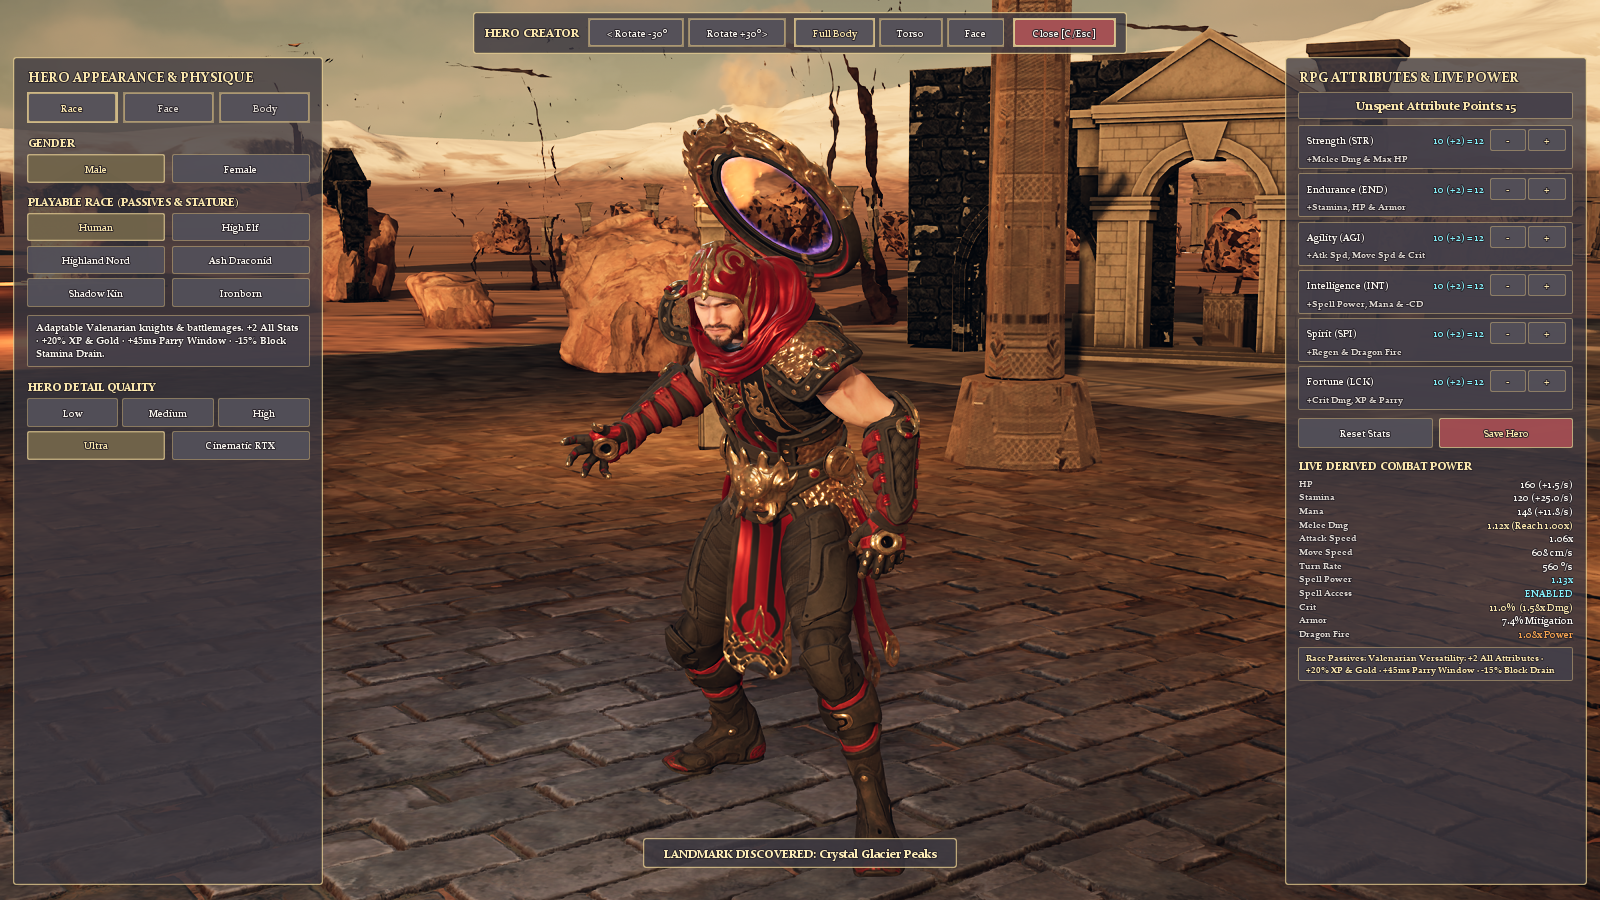 HERO CREATOR
< Rotate -30°
Rotate +30° >
Full Body
Torso
Face
Close [C/Esc]
HERO APPEARANCE & PHYSIQUE
Race
Face
Body
GENDER
Male
Female
PLAYABLE RACE (PASSIVES & STATURE)
Human
High Elf
Highland Nord
Ash Draconid
Shadow Kin
Ironborn
Adaptable Valenarian knights & battlemages. +2 All Stats
· +20% XP & Gold · +45ms Parry Window · -15% Block
Stamina Drain.
HERO DETAIL QUALITY
Low
Medium
High
Ultra
Cinematic RTX
RPG ATTRIBUTES & LIVE POWER
Unspent Attribute Points: 15
Strength (STR) 10 (+2) = 12 - +
+Melee Dmg & Max HP
Endurance (END) 10 (+2) = 12 - +
+Stamina, HP & Armor
Agility (AGI) 10 (+2) = 12 - +
+Atk Spd, Move Spd & Crit
Intelligence (INT) 10 (+2) = 12 - +
+Spell Power, Mana & -CD
Spirit (SPI) 10 (+2) = 12 - +
+Regen & Dragon Fire
Fortune (LCK) 10 (+2) = 12 - +
+Crit Dmg, XP & Parry
Reset Stats
Save Hero
LIVE DERIVED COMBAT POWER
HP 160 (+1.5/s)
Stamina 120 (+25.0/s)
Mana 148 (+11.8/s)
Melee Dmg 1.12x (Reach 1.00x)
Attack Speed 1.06x
Move Speed 608 cm/s
Turn Rate 560 °/s
Spell Power 1.13x
Spell Access ENABLED
Crit 11.0% (1.58x Dmg)
Armor 7.4% Mitigation
Dragon Fire 1.08x Power
Race Passives: Valenarian Versatility: +2 All Attributes ·
+20% XP & Gold · +45ms Parry Window · -15% Block Drain
LANDMARK DISCOVERED: Crystal Glacier Peaks